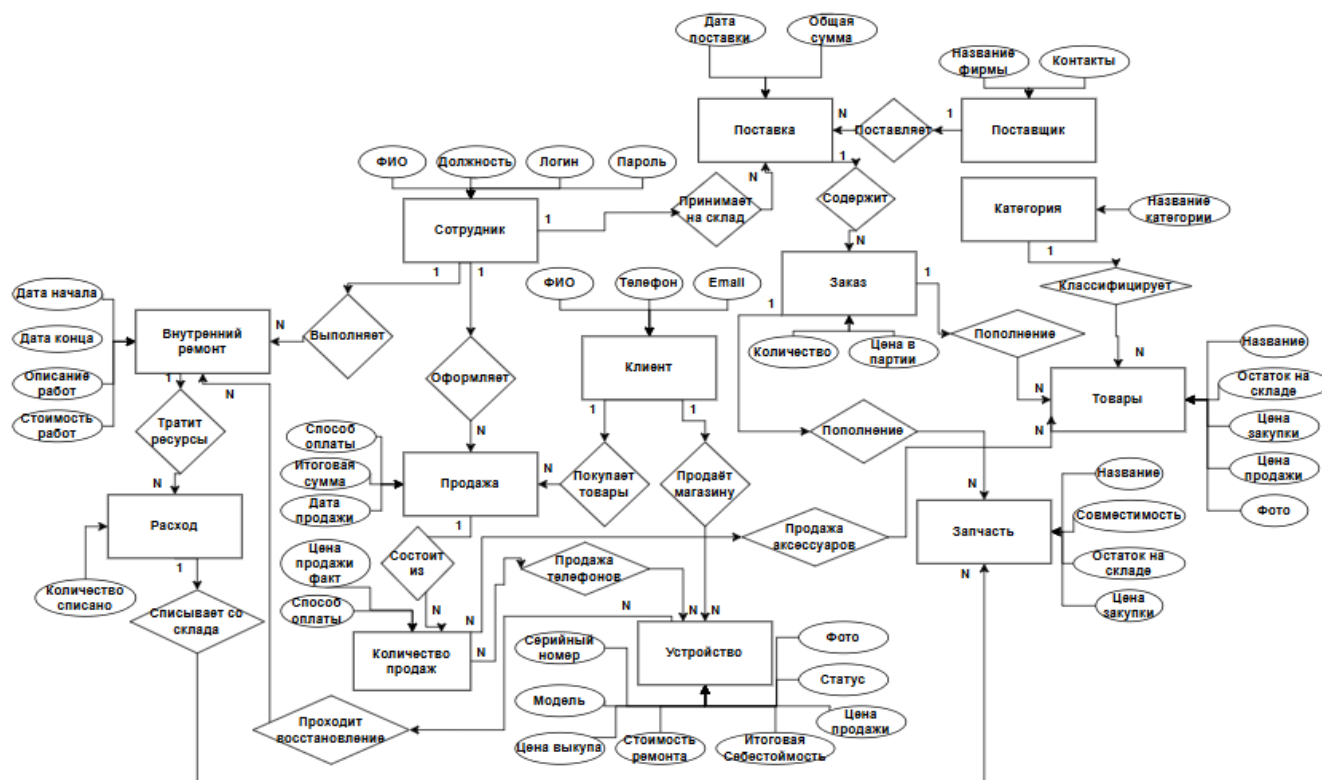 Дата
поставки
Общая
сумма
Название
фирмы
Контакты
Поставка
N
Поставляет
1
Поставщик
1
N
ФИО
Должность
Логин
Пароль
Принимает
на склад
Содержит
Категория
Название
категории
Сотрудник
1
N
1
1
1
Заказ
1
1
Классифицирует
ФИО
Телефон
Email
Дата начала
Дата конца
Описание
работ
Стоимость
работ
N
Внутренний
ремонт
1
N
Выполняет
Оформляет
Клиент
1
1
Количество
Цена в
партии
Пополнение
N
N
Товары
N
Название
Остаток на
складе
Цена
закупки
Цена
продажи
Фото
Тратит
ресурсы
N
Способ
оплаты
Итоговая
сумма
Дата
продажи
N
Продажа
1
N
Покупает
товары
Продаёт
магазину
Пополнение
N
Расход
1
Количество
списано
Списывает со
склада
Цена
продажи
факт
Способ
оплаты
Состоит
из
N
Количество
продаж
N
N
Продажа
телефонов
Продажа
аксессуаров
Запчасть
N
Название
Совместимость
Остаток на
складе
Цена
закупки
N
N
N
Устройство
Серийный
номер
Модель
Цена выкупа
Стоимость
ремонта
Итоговая
Себестоймость
Цена
продажи
Статус
Фото
Проходит
восстановление